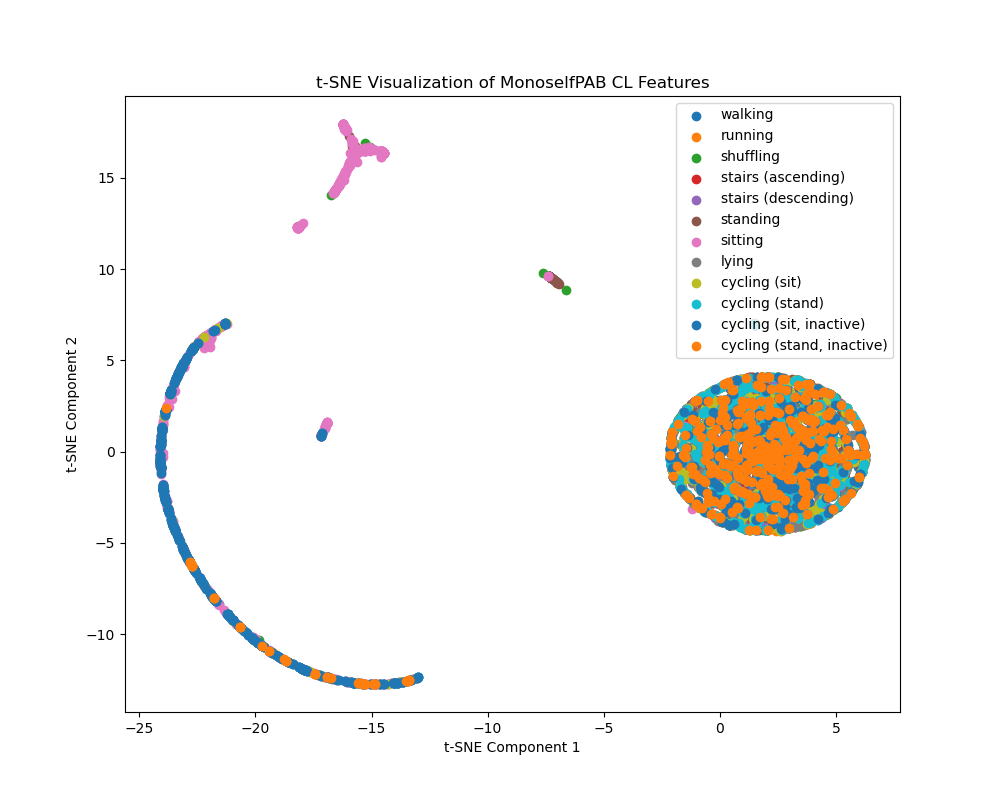 t-SNE Visualization of MonoselfPAB CL Features
walking
running
shuffling
stairs (ascending)
stairs (descending)
standing
sitting
lying
cycling (sit)
cycling (stand)
cycling (sit, inactive)
cycling (stand, inactive)
t-SNE Component 2
15
10
5
0
−5
−10
−25
−20
−15
−10
−5
0
5
t-SNE Component 1